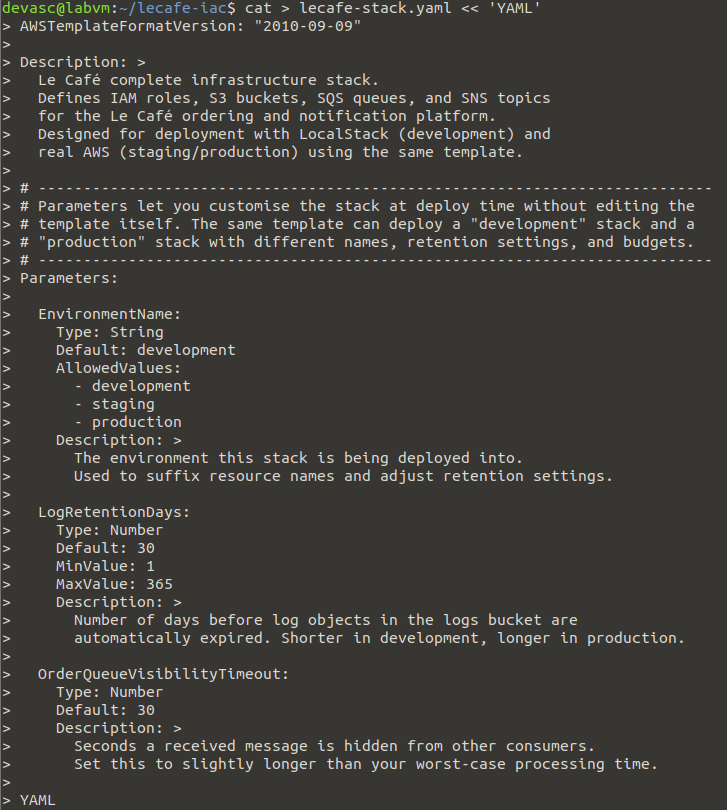 devasc@labvm:~/lecafe-iac$ cat > lecafe-stack.yaml << 'YAML'
> AWSTemplateFormatVersion: "2010-09-09"
>
> Description: >
>   Le Café complete infrastructure stack.
>   Defines IAM roles, S3 buckets, SQS queues, and SNS topics
>   for the Le Café ordering and notification platform.
>   Designed for deployment with LocalStack (development) and
>   real AWS (staging/production) using the same template.
>
> # ---------------------------------------------------------------------------
> # Parameters let you customise the stack at deploy time without editing the
> # template itself. The same template can deploy a "development" stack and a
> # "production" stack with different names, retention settings, and budgets.
> # ---------------------------------------------------------------------------
> Parameters:
>
>   EnvironmentName:
>     Type: String
>     Default: development
>     AllowedValues:
>       - development
>       - staging
>       - production
>     Description: >
>       The environment this stack is being deployed into.
>       Used to suffix resource names and adjust retention settings.
>
>   LogRetentionDays:
>     Type: Number
>     Default: 30
>     MinValue: 1
>     MaxValue: 365
>     Description: >
>       Number of days before log objects in the logs bucket are
>       automatically expired. Shorter in development, longer in production.
>
>   OrderQueueVisibilityTimeout:
>     Type: Number
>     Default: 30
>     Description: >
>       Seconds a received message is hidden from other consumers.
>       Set this to slightly longer than your worst-case processing time.
>
> YAML